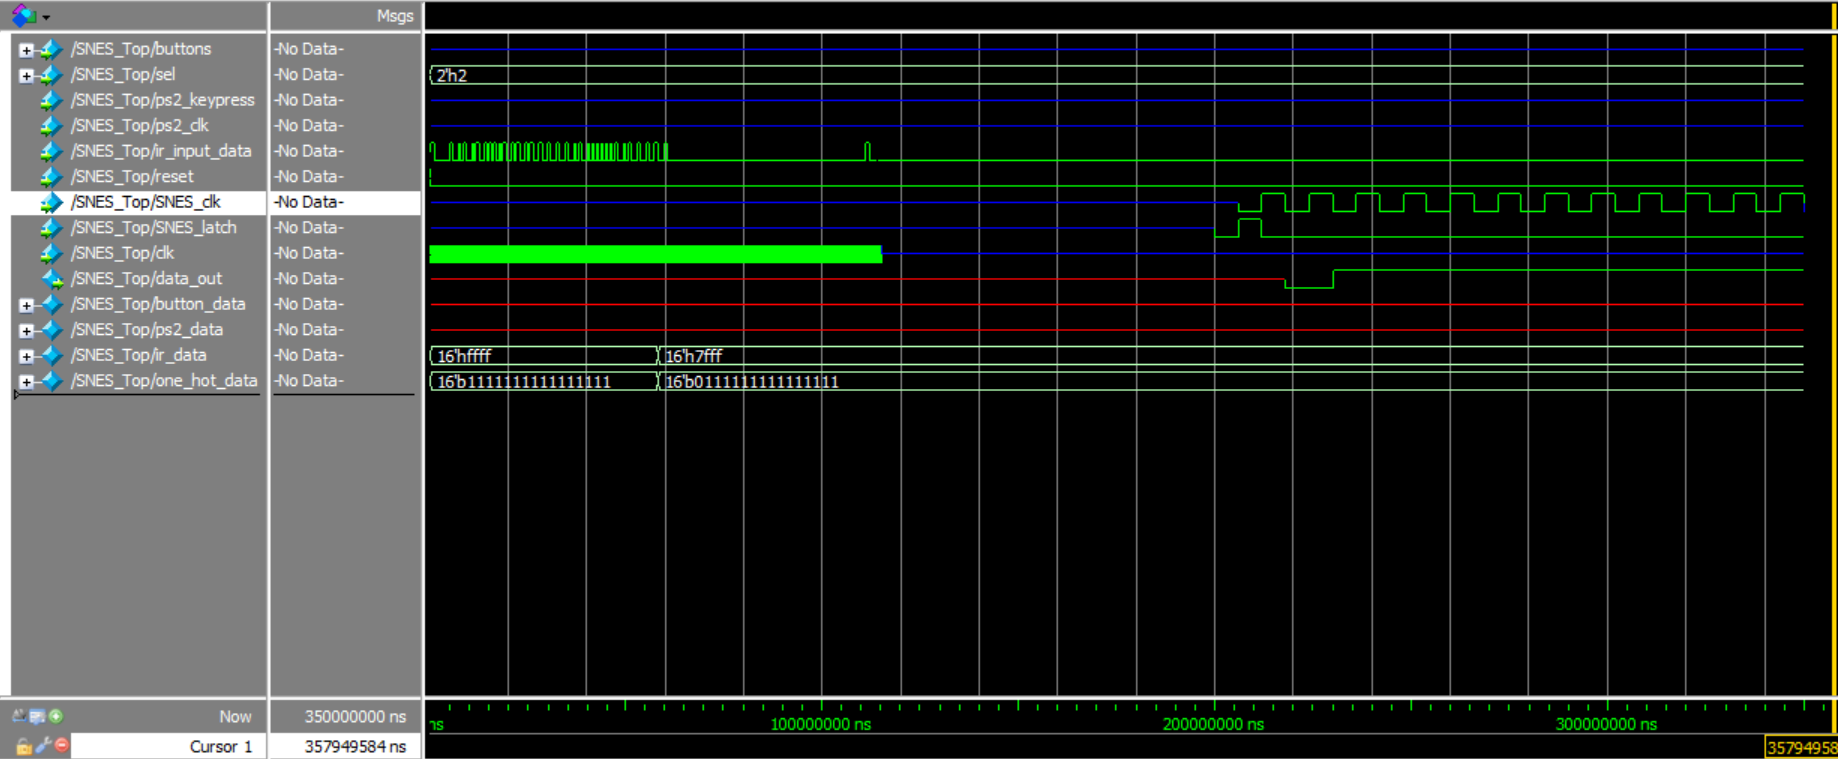 Msgs
/SNES_Top/buttons -No Data-
/SNES_Top/sel -No Data- 2'h2
/SNES_Top/ps2_keypress -No Data-
/SNES_Top/ps2_clk -No Data-
/SNES_Top/ir_input_data -No Data-
/SNES_Top/reset -No Data-
/SNES_Top/SNES_clk -No Data-
/SNES_Top/SNES_latch -No Data-
/SNES_Top/clk -No Data-
/SNES_Top/data_out -No Data-
/SNES_Top/button_data -No Data-
/SNES_Top/ps2_data -No Data-
/SNES_Top/ir_data -No Data- 16'hffff 16'h7fff
/SNES_Top/one_hot_data -No Data- 16'b1111111111111111 16'b0111111111111111
Now 350000000 ns ns 100000000 ns 200000000 ns 300000000 ns
Cursor 1 357949584 ns 35794958